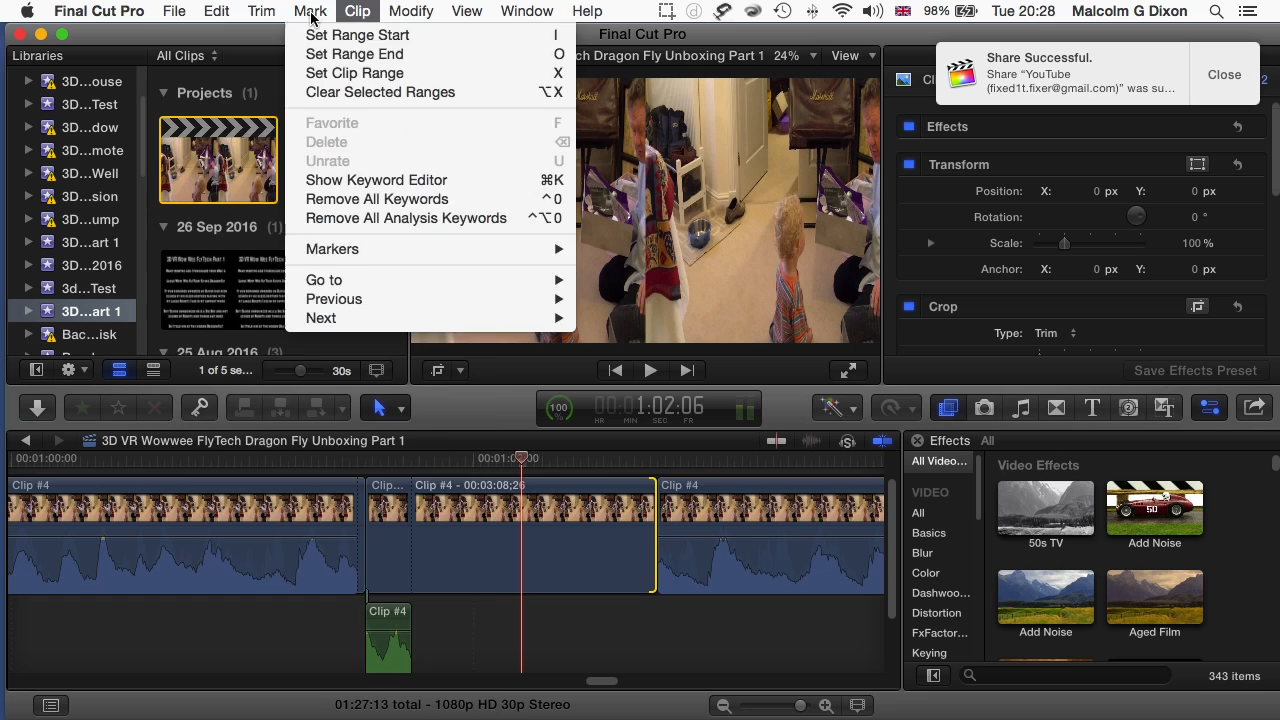 Final Cut Pro File Edit Trim Mark Clip Modify View Window Help 98% Tue 20:28 Malcolm G Dixon
Final Cut Pro
Libraries
All Clips
3D...ouse
3D...Test
3D...dow
3D...mote
3D...Well
3D...sion
3D...ump
3D...art 1
3D...2016
3d...Test
3D...art 1
Bac...isk
Projects (1)
26 Sep 2016 (1)
25 Aug 2016 (3)
1 of 5 se... 30s
Set Range Start I
Set Range End O
Set Clip Range X
Clear Selected Ranges ⌥X
Favorite F
Delete ⌫
Unrate U
Show Keyword Editor ⌘K
Remove All Keywords ^0
Remove All Analysis Keywords ^⌥0
Markers
Go to
Previous
Next
ch Dragon Fly Unboxing Part 1 24% View
Share Successful.
Share “YouTube
(fixed1t.fixer@gmail.com)” was su...
Close
Effects
Transform
Position: X: 0 px Y: 0 px
Rotation: 0 °
Scale: 100 %
Anchor: X: 0 px Y: 0 px
Crop
Type: Trim
Save Effects Preset
100 1:02:06
HR MIN SEC FR
3D VR Wowwee FlyTech Dragon Fly Unboxing Part 1
00:01:00:00
Clip #4 Clip... Clip #4 - 00:03:08;26 Clip #4
Clip #4
Effects All
All Video...
VIDEO
All
Basics
Blur
Color
Dashwoo...
Distortion
FxFactor...
Keying
Video Effects
50s TV Add Noise
Add Noise Aged Film
343 items
01:27:13 total - 1080p HD 30p Stereo